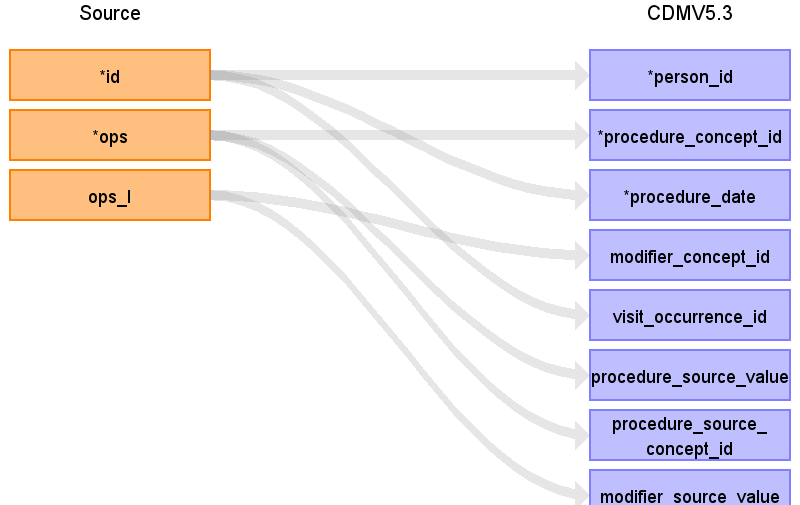 Source
CDMV5.3
*id
*person_id
*ops
*procedure_concept_id
ops_l
*procedure_date
modifier_concept_id
visit_occurrence_id
procedure_source_value
procedure_source_
concept_id
modifier_source_value